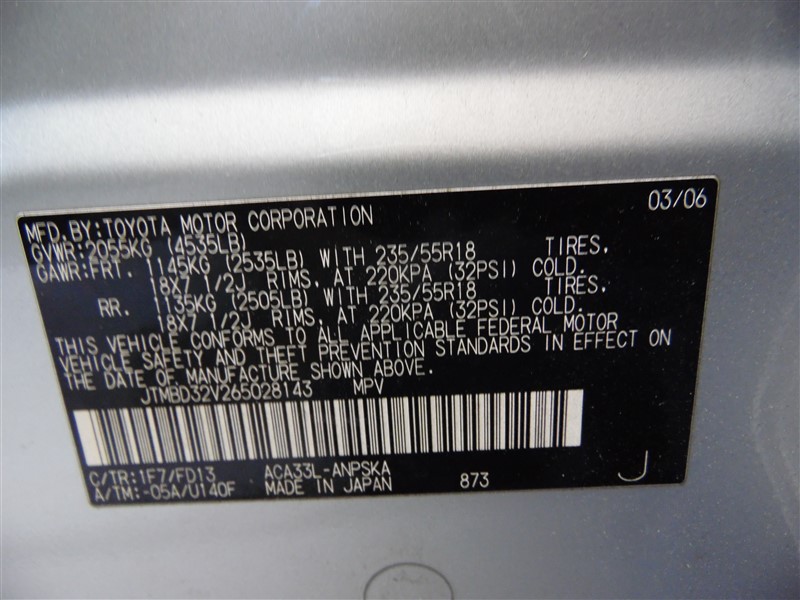 MFD.BY:TOYOTA MOTOR CORPORATION 03/06
GVWR:2055KG (4535LB)
GAWR:FRT. 1145KG (2535LB) WITH 235/55R18 TIRES,
18X7 1/2J RIMS, AT 220KPA (32PSI) COLD.
RR. 1135KG (2505LB) WITH 235/55R18 TIRES,
18X7 1/2J RIMS, AT 220KPA (32PSI) COLD.
THIS VEHICLE CONFORMS TO ALL APPLICABLE FEDERAL MOTOR
VEHICLE SAFETY AND THEFT PREVENTION STANDARDS IN EFFECT ON
THE DATE OF MANUFACTURE SHOWN ABOVE.
JTMBD32V265028143 MPV
C/TR:1F7/FD13 ACA33L-ANPSKA
A/TM:-05A/U140F MADE IN JAPAN 873 J